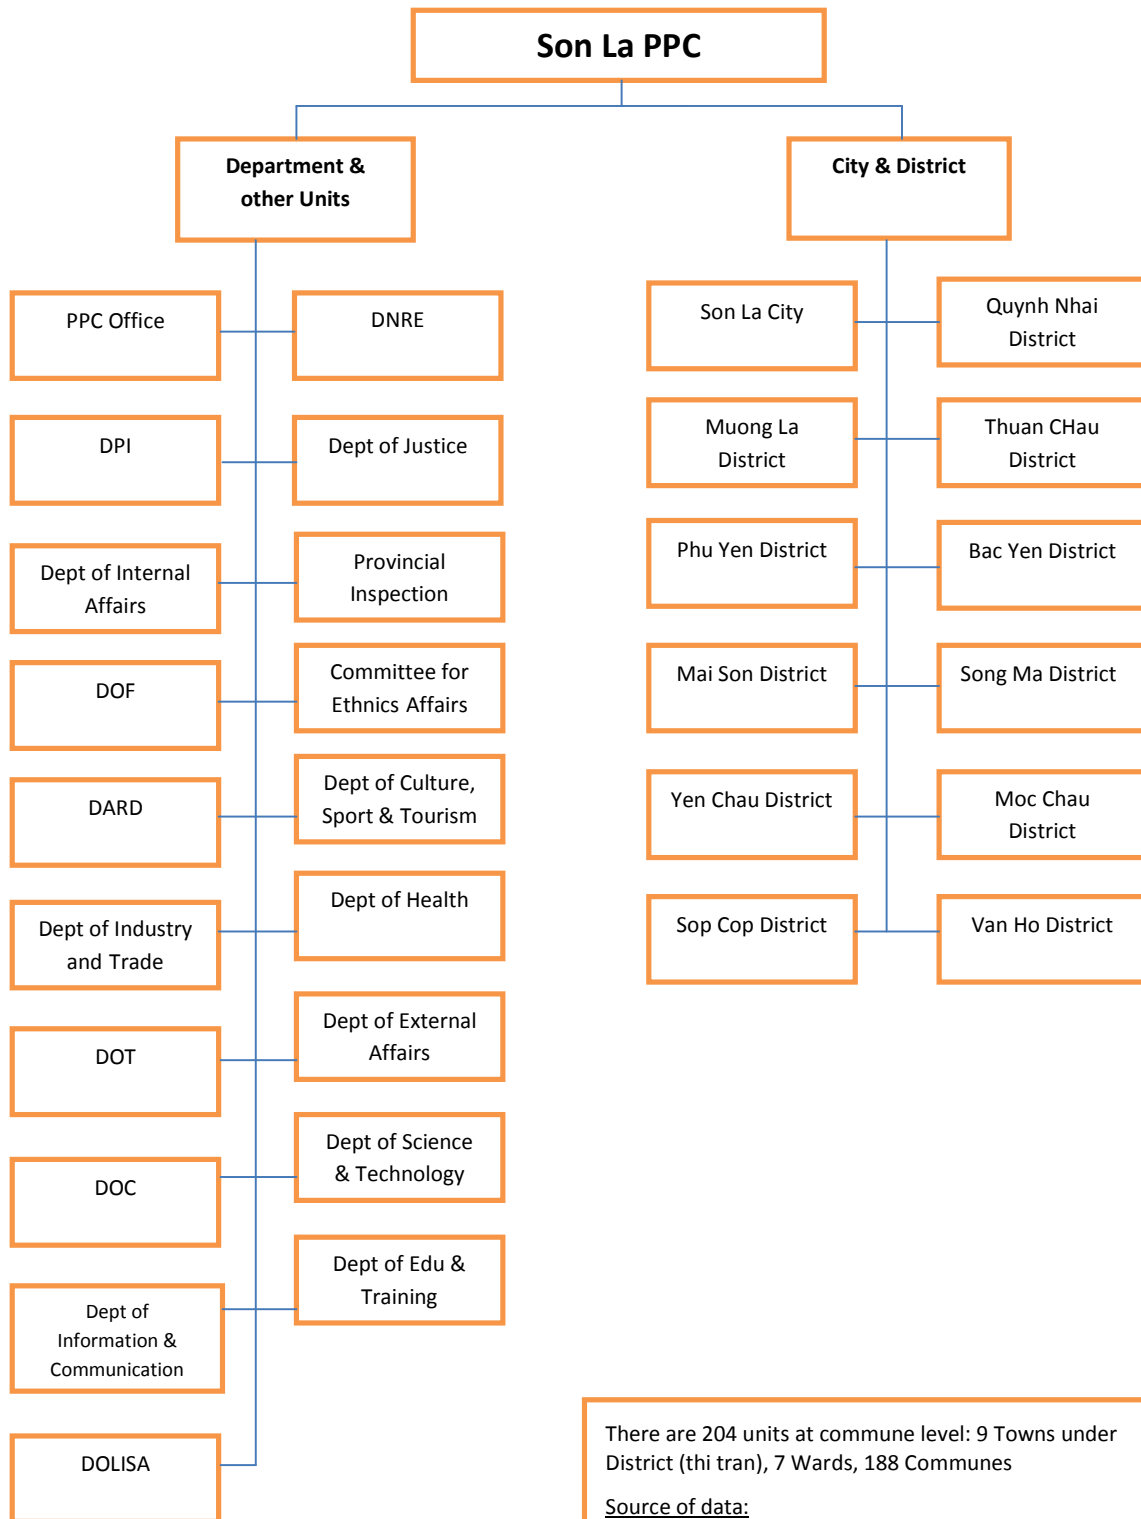 Son La PPC
Department &
other Units
City & District
PPC Office
DNRE
DPI
Dept of Justice
Dept of Internal
Affairs
Provincial
Inspection
DOF
Committee for
Ethnics Affairs
DARD
Dept of Culture,
Sport & Tourism
Dept of Industry
and Trade
Dept of Health
DOT
Dept of External
Affairs
DOC
Dept of Science
& Technology
Dept of
Information &
Communication
Dept of Edu &
Training
DOLISA
Son La City
Quynh Nhai
District
Muong La
District
Thuan CHau
District
Phu Yen District
Bac Yen District
Mai Son District
Song Ma District
Yen Chau District
Moc Chau
District
Sop Cop District
Van Ho District
There are 204 units at commune level: 9 Towns under
District (thi tran), 7 Wards, 188 Communes
Source of data: